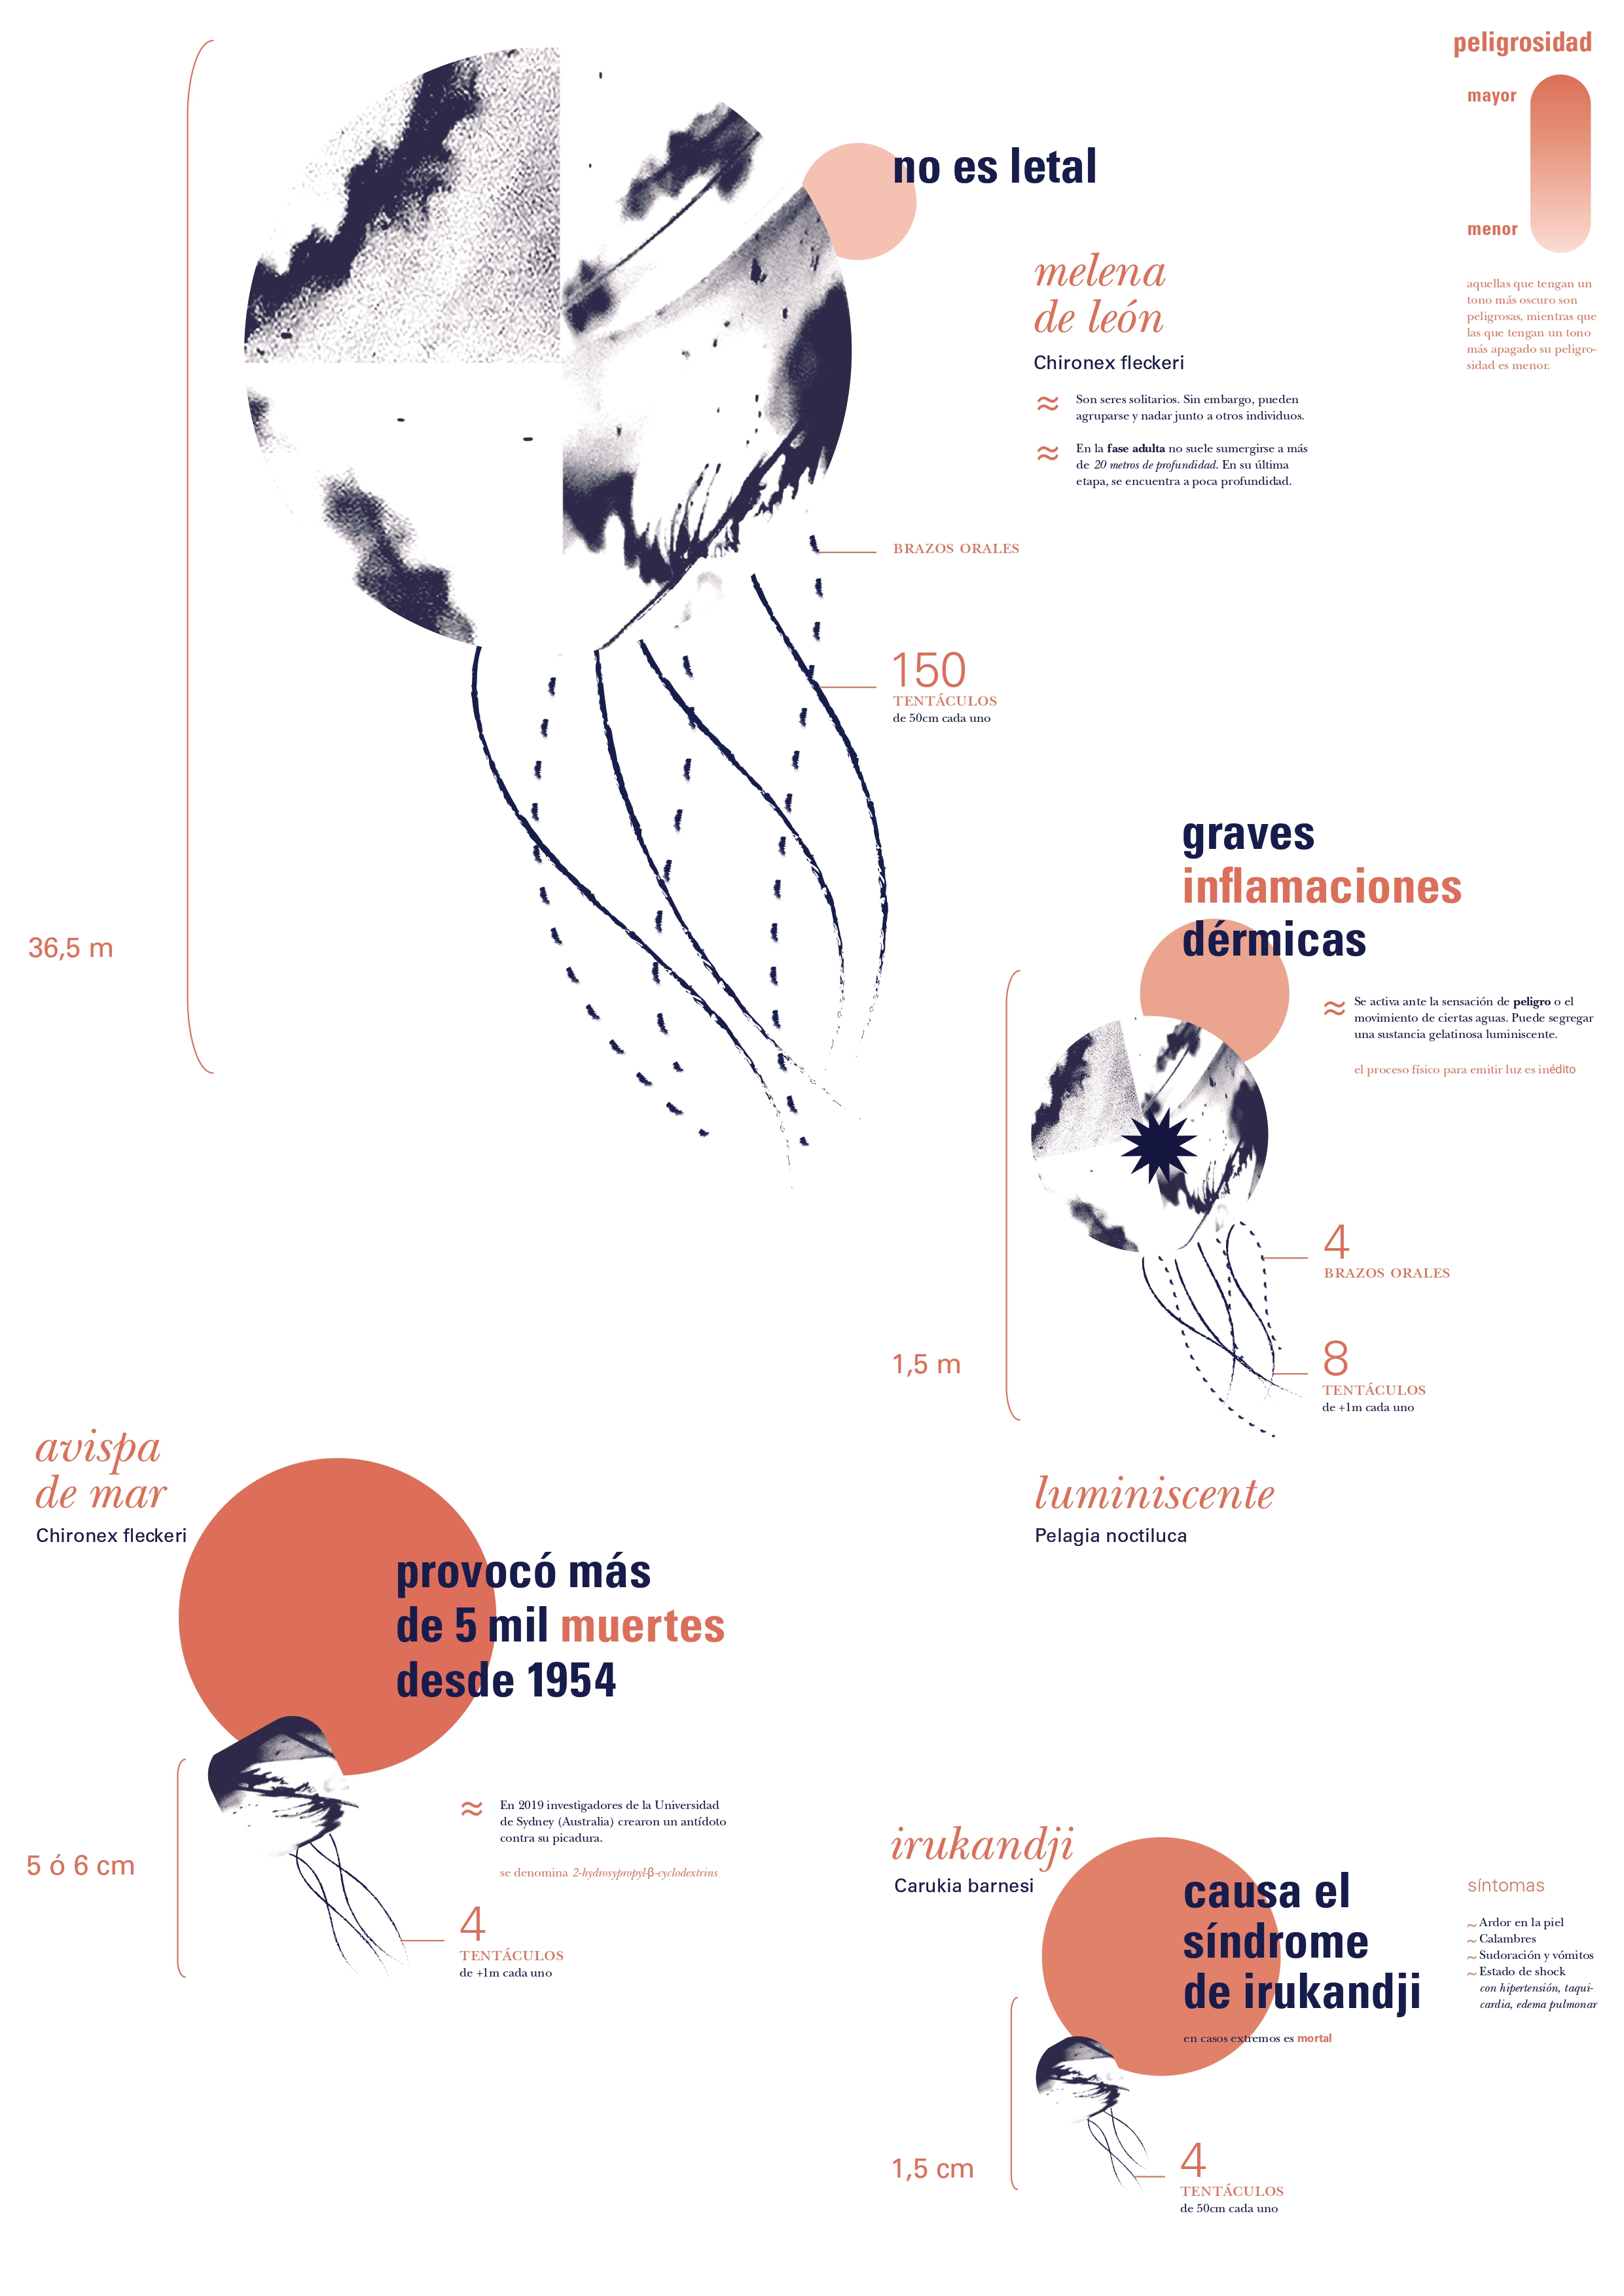 peligrosidad
mayor
menor
aquellas que tengan un
tono más oscuro son
peligrosas, mientras que
las que tengan un tono
más apagado su peligro-
sidad es menor.
no es letal
melena
de león
Chironex fleckeri
≈ Son seres solitarios. Sin embargo, pueden
agruparse y nadar junto a otros individuos.
≈ En la fase adulta no suele sumergirse a más
de 20 metros de profundidad. En su última
etapa, se encuentra a poca profundidad.
BRAZOS ORALES
150
TENTÁCULOS
de 50cm cada uno
36,5 m
graves
inflamaciones
dérmicas
≈ Se activa ante la sensación de peligro o el
movimiento de ciertas aguas. Puede segregar
una sustancia gelatinosa luminiscente.
el proceso físico para emitir luz es inédito
4
BRAZOS ORALES
8
TENTÁCULOS
de +1m cada uno
1,5 m
luminiscente
Pelagia noctiluca
avispa
de mar
Chironex fleckeri
provocó más
de 5 mil muertes
desde 1954
≈ En 2019 investigadores de la Universidad
de Sydney (Australia) crearon un antídoto
contra su picadura.
se denomina 2-hydrosypropyl-β-cyclodextrins
5 ó 6 cm
4
TENTÁCULOS
de +1m cada uno
irukandji
Carukia barnesi
causa el
síndrome
de irukandji
en casos extremos es mortal
síntomas
~ Ardor en la piel
~ Calambres
~ Sudoración y vómitos
~ Estado de shock
con hipertensión, taqui-
cardia, edema pulmonar
1,5 cm
4
TENTÁCULOS
de 50cm cada uno